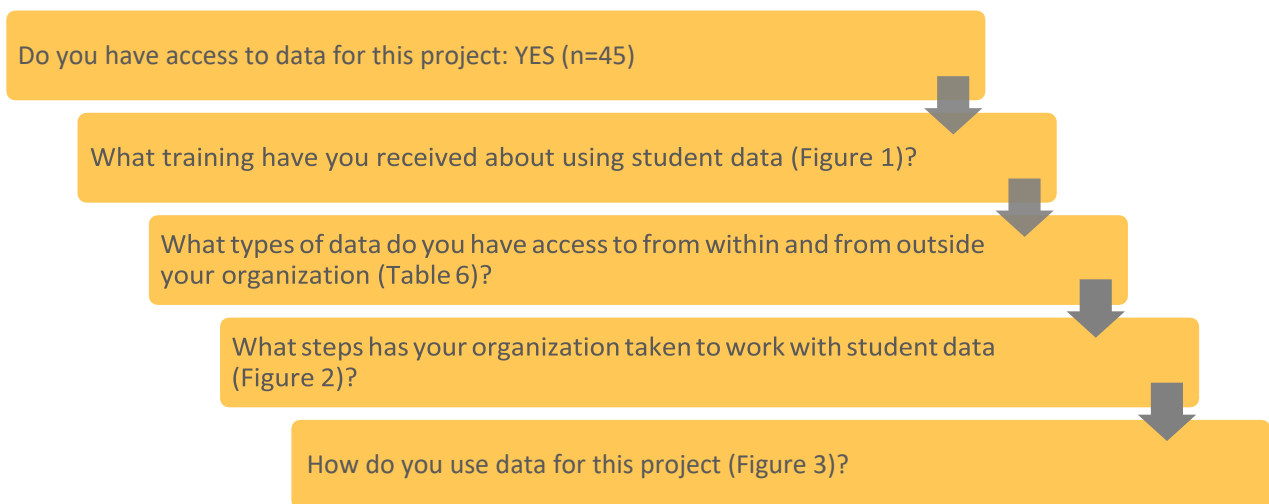 Do you have access to data for this project: YES (n=45)
What training have you received about using student data (Figure 1)?
What types of data do you have access to from within and from outside
your organization (Table 6)?
What steps has your organization taken to work with student data
(Figure 2)?
How do you use data for this project (Figure 3)?